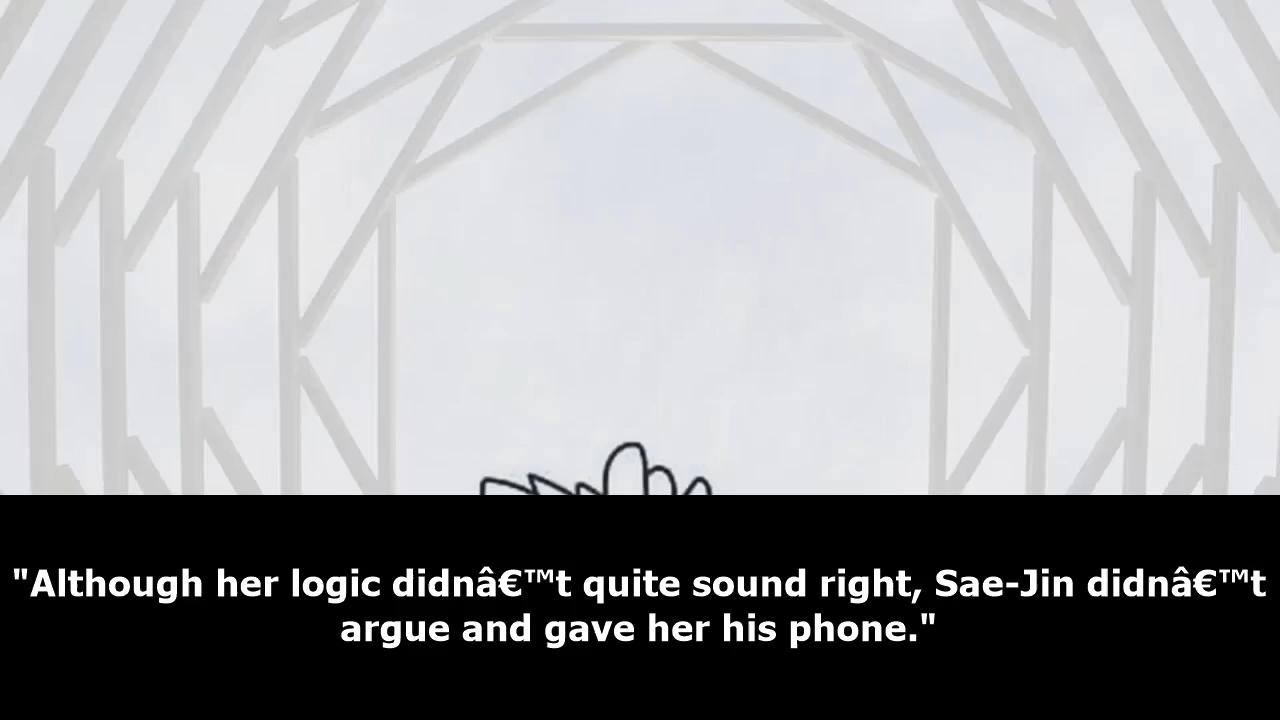 "Although her logic didnâ€™t quite sound right, Sae-Jin didnâ€™t
argue and gave her his phone."